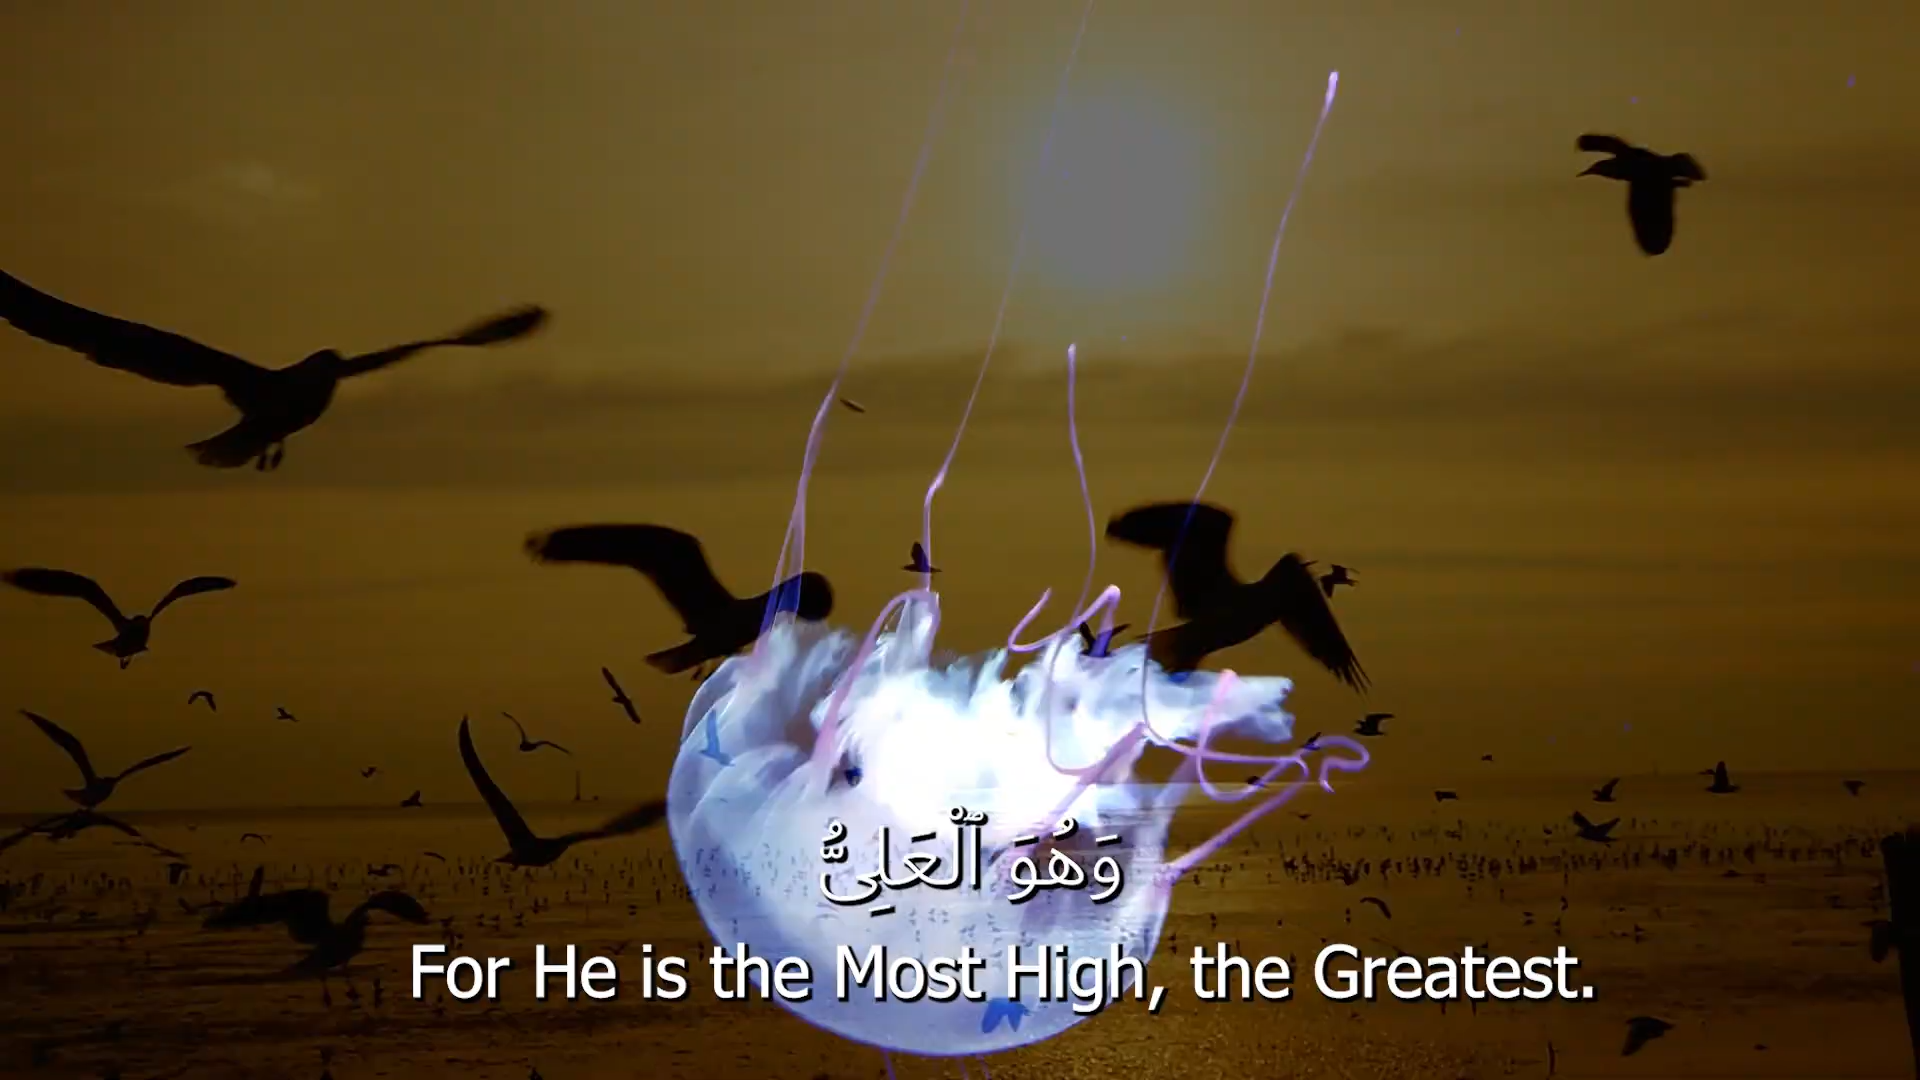 وَهُوَ ٱلْعَلِىُّ
For He is the Most High, the Greatest.